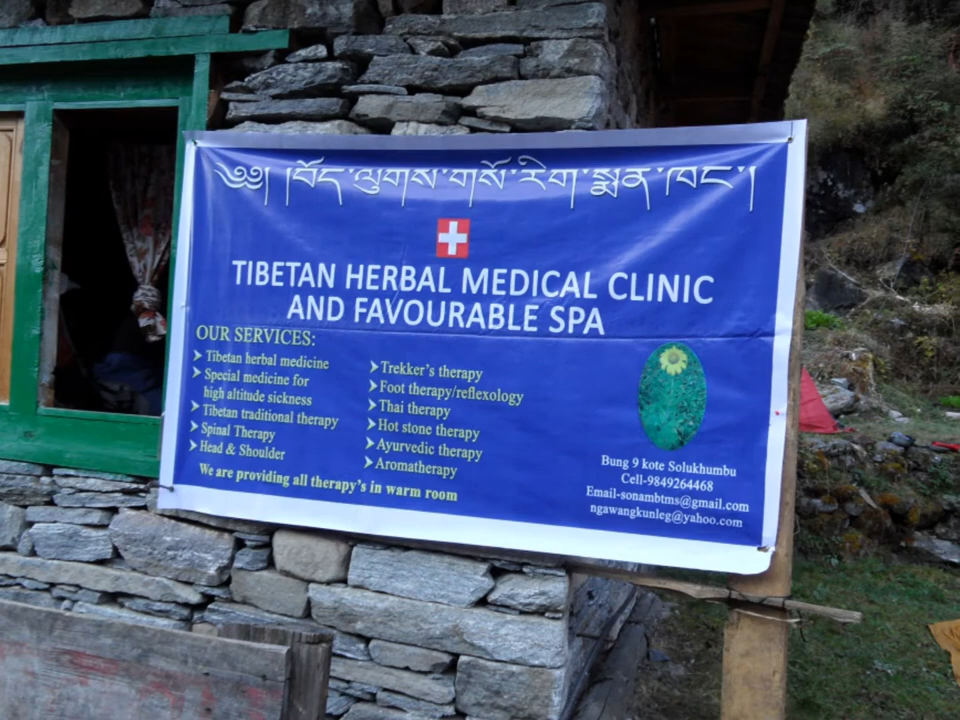 ༄༅། །བོད་ལུགས་གསོ་རིག་སྨན་ཁང་།
TIBETAN HERBAL MEDICAL CLINIC
AND FAVOURABLE SPA
OUR SERVICES:
Tibetan herbal medicine
Special medicine for
high altitude sickness
Tibetan traditional therapy
Spinal Therapy
Head & Shoulder
Trekker's therapy
Foot therapy/reflexology
Thai therapy
Hot stone therapy
Ayurvedic therapy
Aromatherapy
We are providing all therapy's in warm room
Bung 9 kote Solukhumbu
Cell-9849264468
Email-sonambtms@gmail.com
ngawangkunleg@yahoo.com